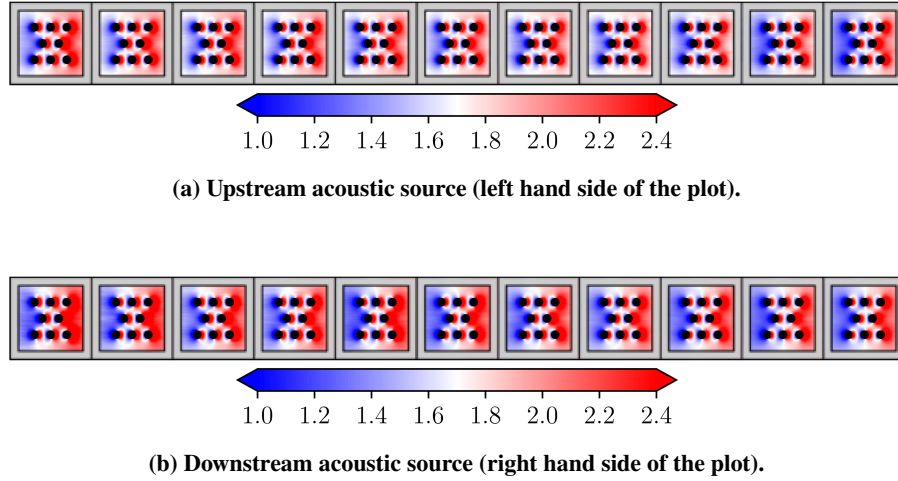 1.0 1.2 1.4 1.6 1.8 2.0 2.2 2.4
(a) Upstream acoustic source (left hand side of the plot).
1.0 1.2 1.4 1.6 1.8 2.0 2.2 2.4
(b) Downstream acoustic source (right hand side of the plot).